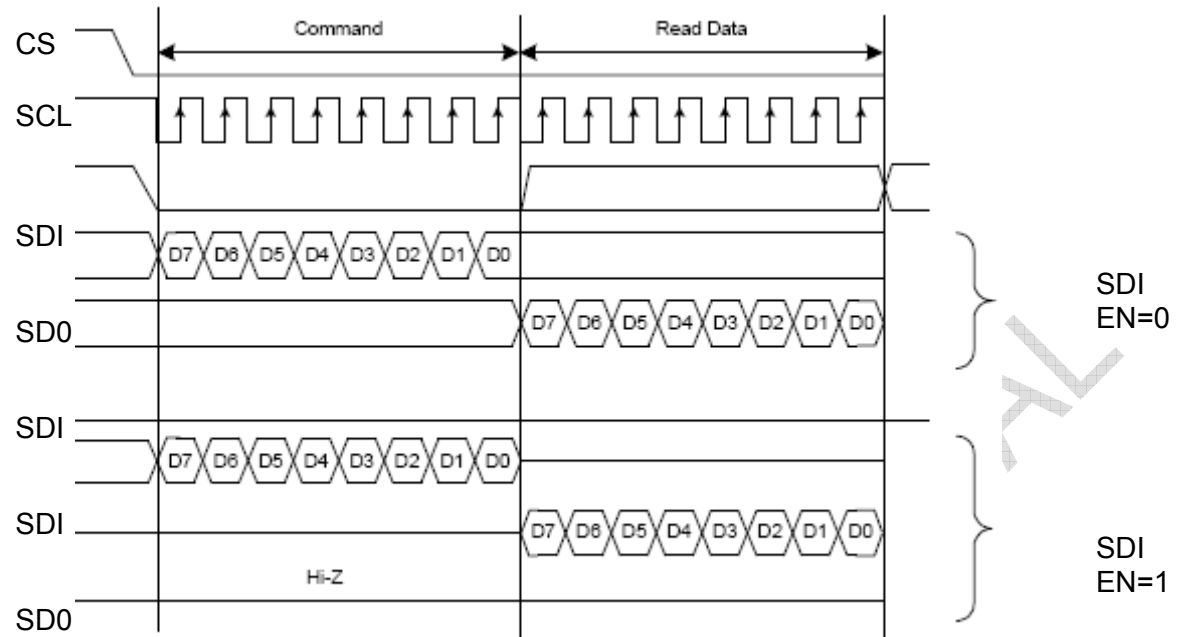 Command Read Data
CS
SCL
SDI
D7 D6 D5 D4 D3 D2 D1 D0
SD0
D7 D6 D5 D4 D3 D2 D1 D0
SDI
EN=0
SDI
D7 D6 D5 D4 D3 D2 D1 D0
SDI
D7 D6 D5 D4 D3 D2 D1 D0
SDI
EN=1
Hi-Z
SD0